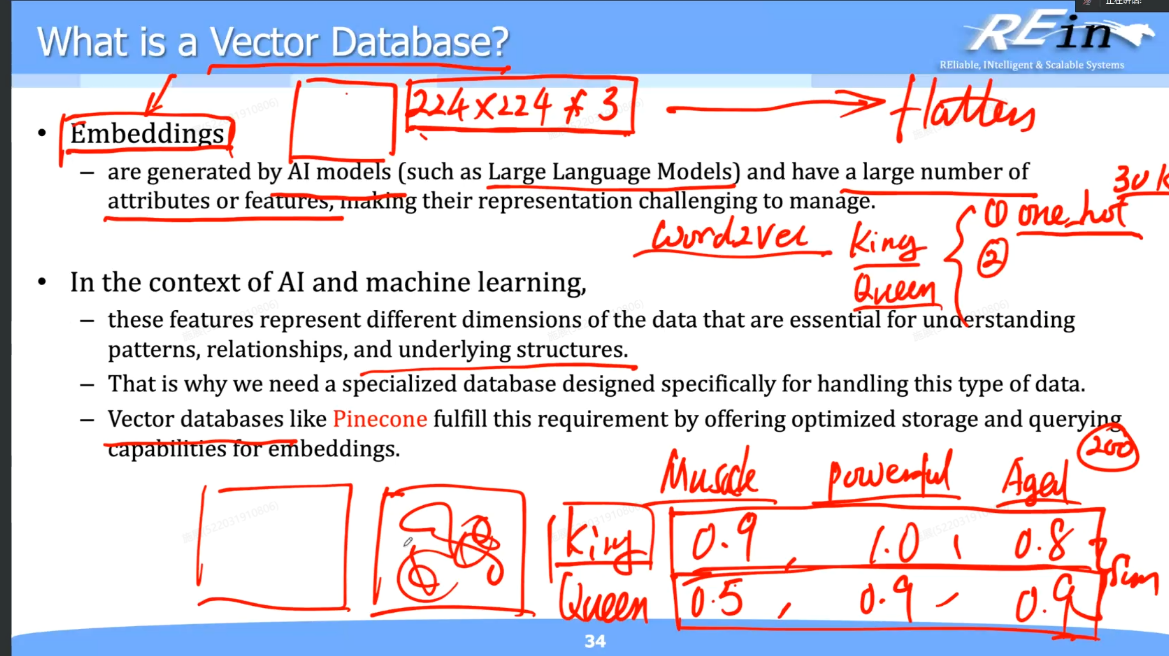 正在讲话:
What is a Vector Database?
REin
REliable, INtelligent & Scalable Systems
224 × 224 * 3
flatten
• Embeddings
– are generated by AI models (such as Large Language Models) and have a large number of
attributes or features, making their representation challenging to manage.
30K
① one_hot
②
word2vec
King
Queen
• In the context of AI and machine learning,
– these features represent different dimensions of the data that are essential for understanding
patterns, relationships, and underlying structures.
– That is why we need a specialized database designed specifically for handling this type of data.
– Vector databases like Pinecone fulfill this requirement by offering optimized storage and querying
capabilities for embeddings.
200
Muscle powerful Aged
King 0.9, 1.0, 0.8
Sim
Queen 0.5, 0.9, 0.9
34